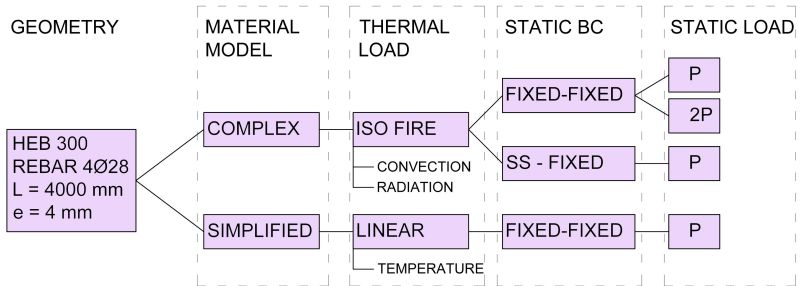 GEOMETRY
MATERIAL
MODEL
THERMAL
LOAD
STATIC BC
STATIC LOAD
HEB 300
REBAR 4Ø28
L = 4000 mm
e = 4 mm
COMPLEX
ISO FIRE
CONVECTION
RADIATION
FIXED-FIXED
P
2P
SS - FIXED
P
SIMPLIFIED
LINEAR
TEMPERATURE
FIXED-FIXED
P